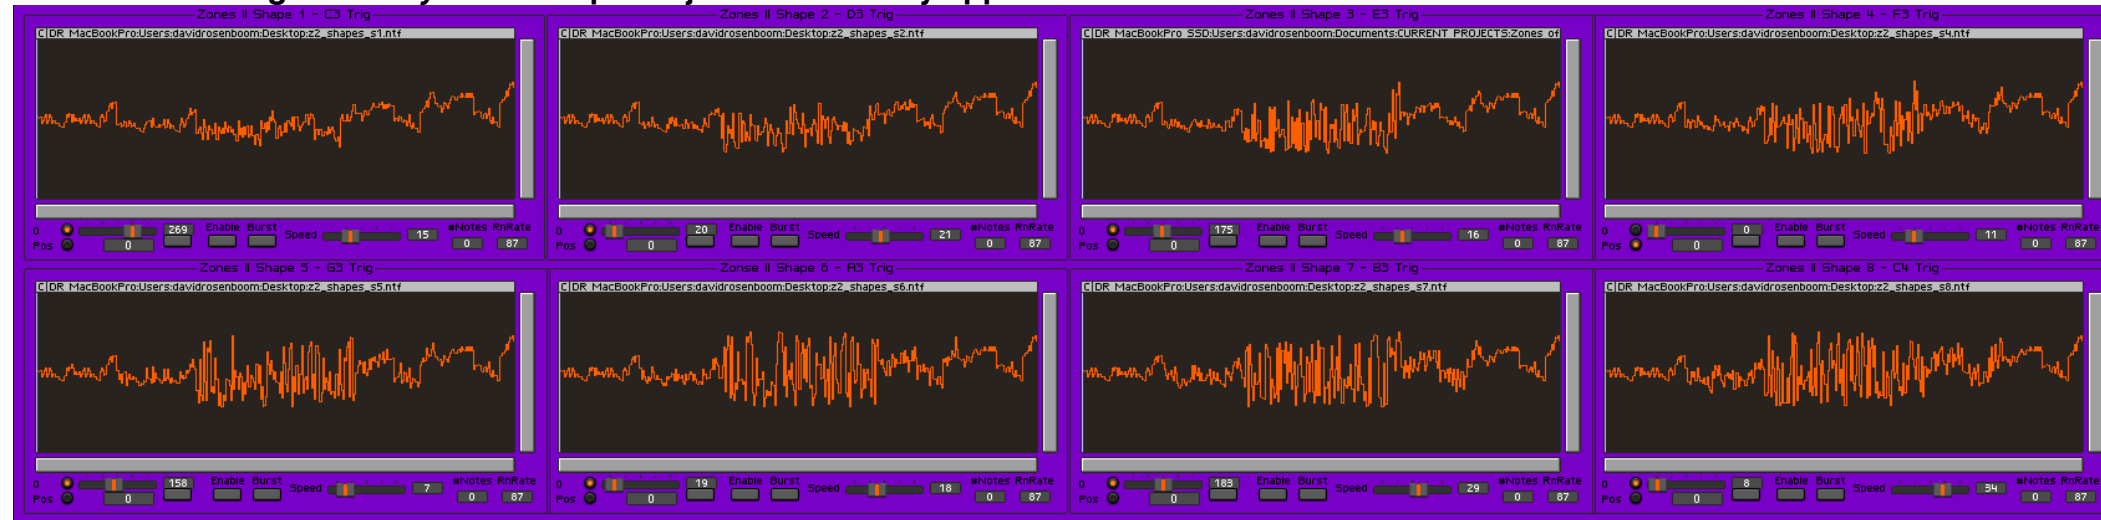 Zones II Shape 1 - C3 Trig
C|DR MacBookPro:Users:davidrosenboom:Desktop:z2_shapes_s1.ntf
0 269 Enable Burst Speed 15 #Notes RnRate
Pos 0 0 87
Zones II Shape 2 - D3 Trig
C|DR MacBookPro:Users:davidrosenboom:Desktop:z2_shapes_s2.ntf
0 20 Enable Burst Speed 21 #Notes RnRate
Pos 0 0 87
Zones II Shape 3 - E3 Trig
C|DR MacBookPro SSD:Users:davidrosenboom:Documents:CURRENT PROJECTS:Zones of
0 175 Enable Burst Speed 16 #Notes RnRate
Pos 0 0 87
Zones II Shape 4 - F3 Trig
C|DR MacBookPro:Users:davidrosenboom:Desktop:z2_shapes_s4.ntf
0 0 Enable Burst Speed 11 #Notes RnRate
Pos 0 0 87
Zones II Shape 5 - G3 Trig
C|DR MacBookPro:Users:davidrosenboom:Desktop:z2_shapes_s5.ntf
0 158 Enable Burst Speed 7 #Notes RnRate
Pos 0 0 87
Zonse II Shape 6 - A3 Trig
C|DR MacBookPro:Users:davidrosenboom:Desktop:z2_shapes_s6.ntf
0 19 Enable Burst Speed 18 #Notes RnRate
Pos 0 0 87
Zones II Shape 7 - B3 Trig
C|DR MacBookPro:Users:davidrosenboom:Desktop:z2_shapes_s7.ntf
0 183 Enable Burst Speed 29 #Notes RnRate
Pos 0 0 87
Zones II Shape 8 - C4 Trig
C|DR MacBookPro:Users:davidrosenboom:Desktop:z2_shapes_s8.ntf
0 8 Enable Burst Speed 34 #Notes RnRate
Pos 0 0 87